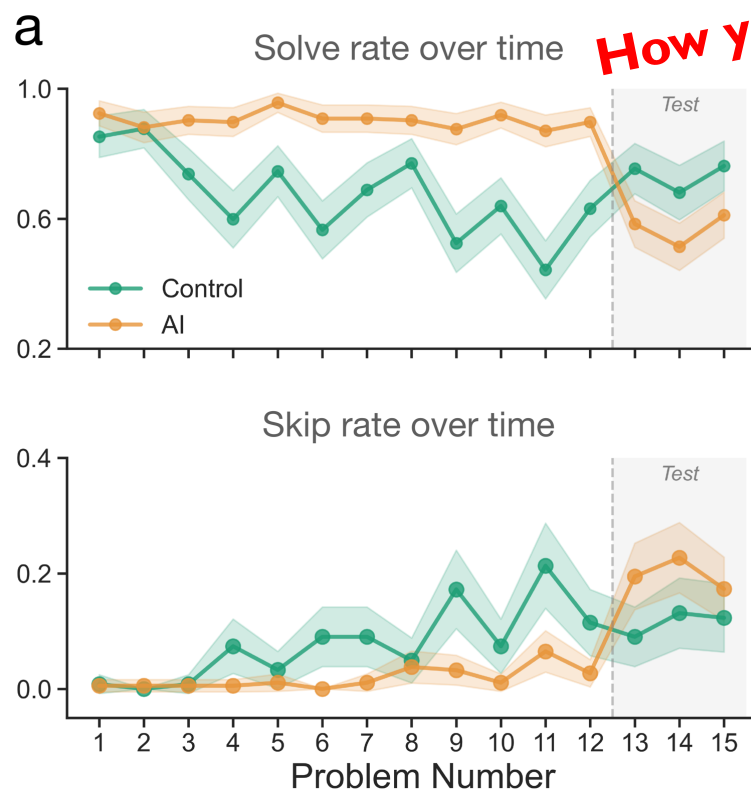 a
Solve rate over time
How y
1.0
Test
0.6
Control
AI
0.2
Skip rate over time
0.4
Test
0.2
0.0
1 2 3 4 5 6 7 8 9 10 11 12 13 14 15
Problem Number